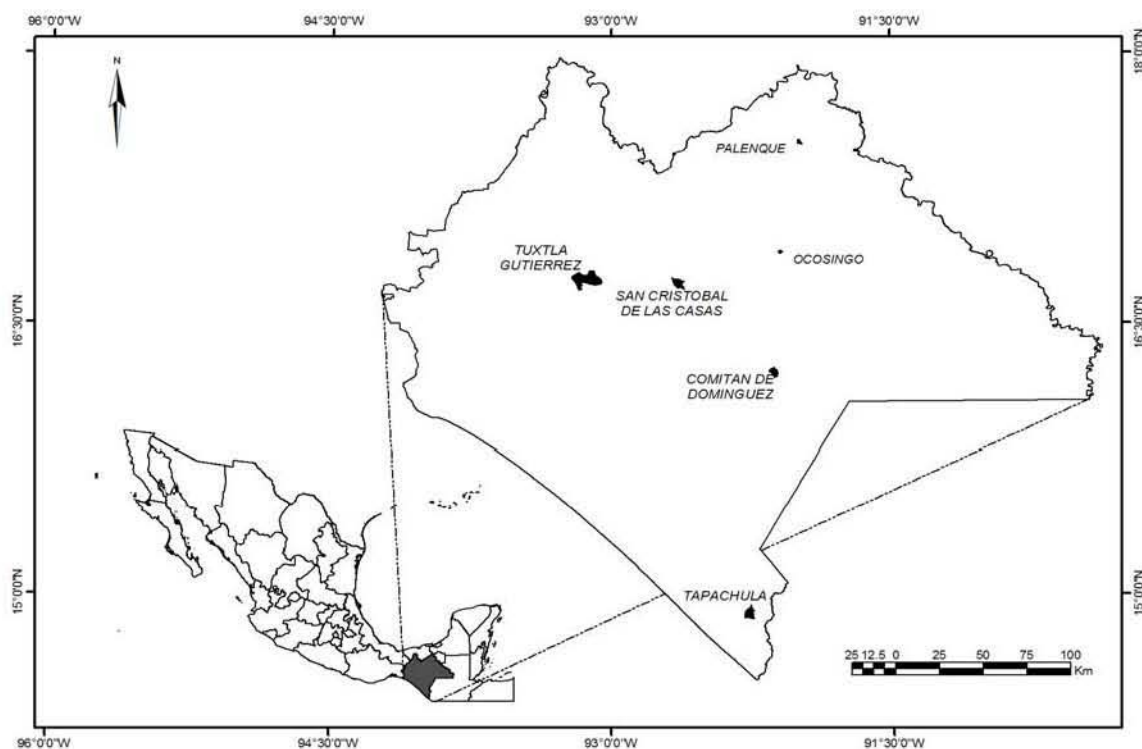 96°0'0"W 94°30'0"W 93°0'0"W 91°30'0"W
18°0'0"N
N
PALENQUE
TUXTLA
GUTIERREZ
OCOSINGO
SAN CRISTOBAL
DE LAS CASAS
16°30'0"N 16°30'0"N
COMITAN DE
DOMINGUEZ
15°0'0"N 15°0'0"N
TAPACHULA
25 12.5 0 25 50 75 100
Km
96°0'0"W 94°30'0"W 93°0'0"W 91°30'0"W